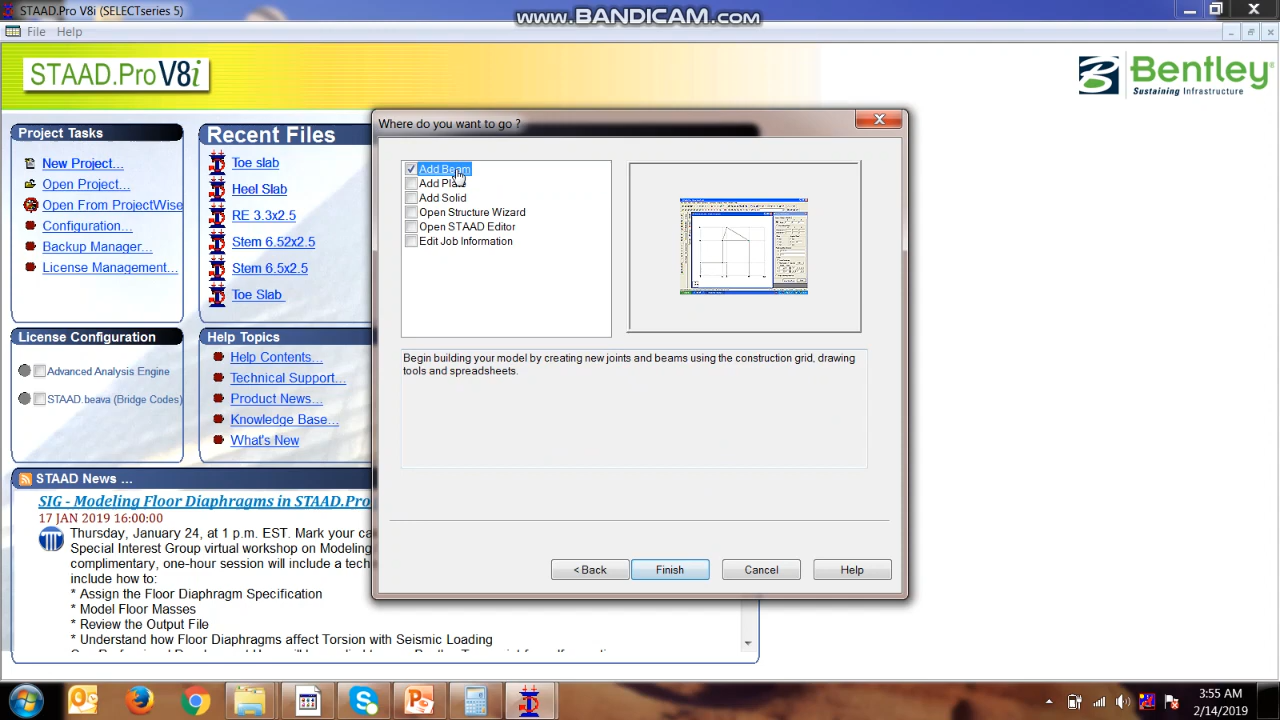 STAAD.Pro V8i (SELECTseries 5)
WWW.BANDICAM.COM
File Help
STAAD.Pro V8i
Bentley
Sustaining Infrastructure
Project Tasks
New Project...
Open Project...
Open From ProjectWise
Configuration...
Backup Manager...
License Management...
Recent Files
Toe slab
Heel Slab
RE 3.3x2.5
Stem 6.52x2.5
Stem 6.5x2.5
Toe Slab
License Configuration
Advanced Analysis Engine
STAAD.beava (Bridge Codes)
Help Topics
Help Contents...
Technical Support...
Product News...
Knowledge Base...
What's New
STAAD News ...
SIG - Modeling Floor Diaphragms in STAAD.Pro
17 JAN 2019 16:00:00
Thursday, January 24, at 1 p.m. EST. Mark your
Special Interest Group virtual workshop on
complimentary, one-hour session will include a
include how to:
* Assign the Floor Diaphragm Specification
* Model Floor Masses
* Review the Output File
* Understand how Floor Diaphragms affect Torsion with Seismic Loading
Where do you want to go ?
Add Beam
Add Plate
Add Solid
Open Structure Wizard
Open STAAD Editor
Edit Job Information
Begin building your model by creating new joints and beams using the construction grid, drawing
tools and spreadsheets.
< Back
Finish
Cancel
Help
3:55 AM
2/14/2019